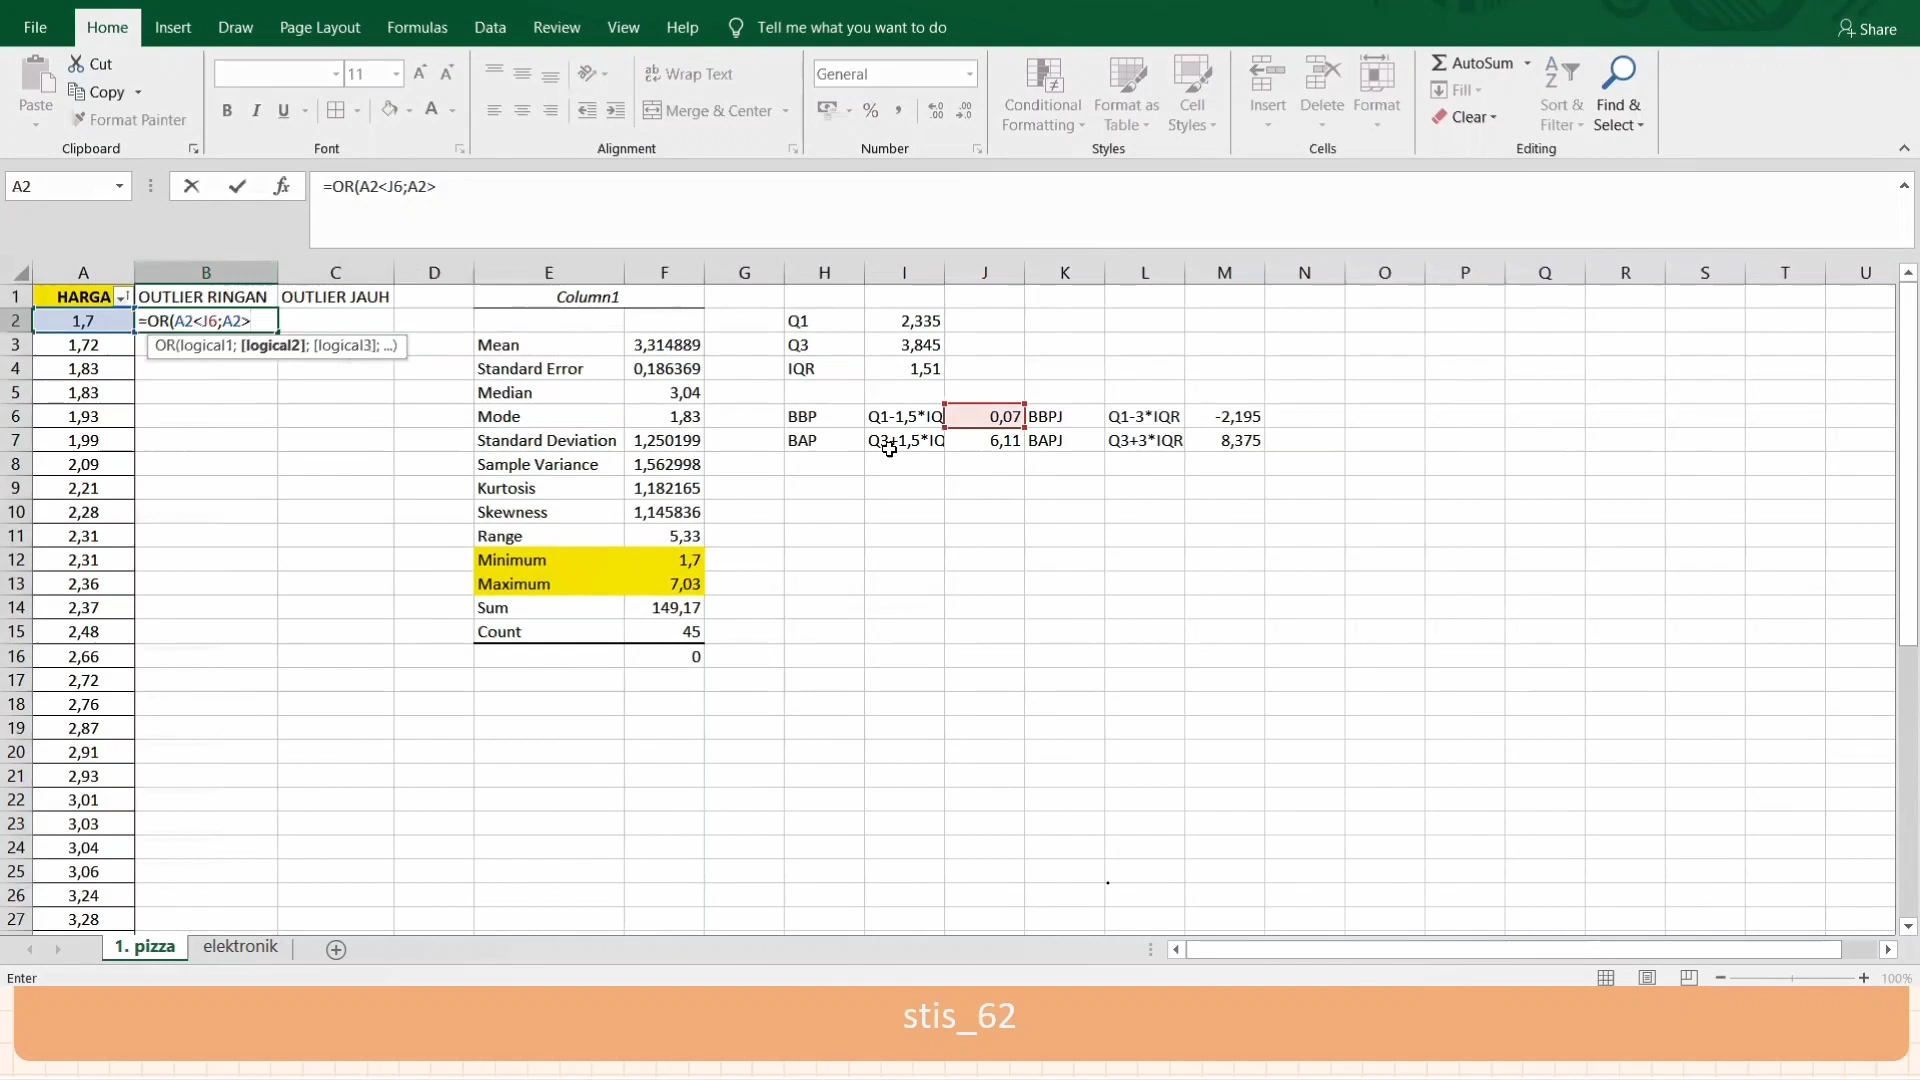 File Home Insert Draw Page Layout Formulas Data Review View Help Tell me what you want to do Share
Paste Cut Copy Format Painter Clipboard
11 B I U A Font
Wrap Text Merge & Center Alignment
General % Number
Conditional Formatting Format as Table Cell Styles Styles
Insert Delete Format Cells
AutoSum Fill Clear Sort & Filter Find & Select Editing
A2 fx =OR(A2<J6;A2>
A B C D E F G H I J K L M N O P Q R S T U
1 HARGA OUTLIER RINGAN OUTLIER JAUH Column1
2 1,7 =OR(A2<J6;A2> Q1 2,335
OR(logical1; [logical2]; [logical3]; ...)
3 1,72 Mean 3,314889 Q3 3,845
4 1,83 Standard Error 0,186369 IQR 1,51
5 1,83 Median 3,04
6 1,93 Mode 1,83 BBP Q1-1,5*IQ 0,07 BBPJ Q1-3*IQR -2,195
7 1,99 Standard Deviation 1,250199 BAP Q3+1,5*IQ 6,11 BAPJ Q3+3*IQR 8,375
8 2,09 Sample Variance 1,562998
9 2,21 Kurtosis 1,182165
10 2,28 Skewness 1,145836
11 2,31 Range 5,33
12 2,31 Minimum 1,7
13 2,36 Maximum 7,03
14 2,37 Sum 149,17
15 2,48 Count 45
16 2,66 0
17 2,72
18 2,76
19 2,87
20 2,91
21 2,93
22 3,01
23 3,03
24 3,04
25 3,06
26 3,24
27 3,28
1. pizza elektronik
Enter 100%
stis_62